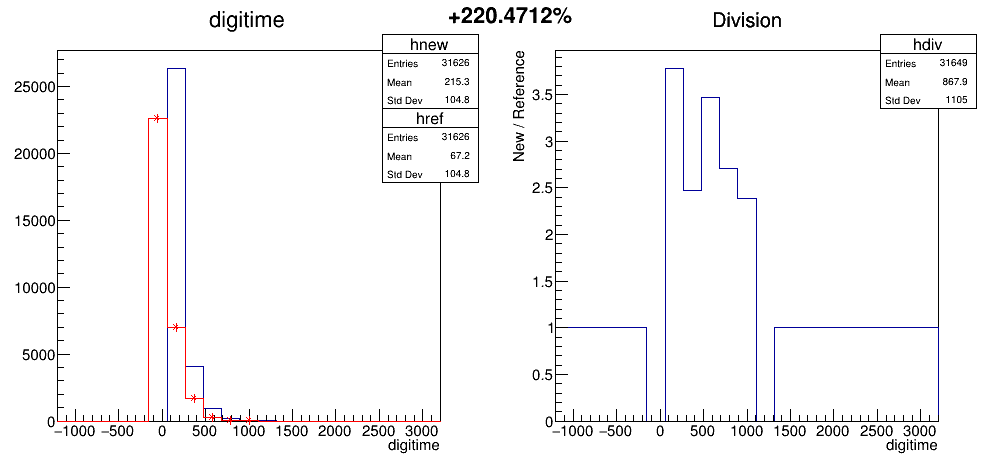 +220.4712%
digitime
hnew
Entries 31626
Mean 215.3
Std Dev 104.8
href
Entries 31626
Mean 67.2
Std Dev 104.8
25000
20000
15000
10000
5000
0
−1000 −500 0 500 1000 1500 2000 2500 3000
digitime
Division
hdiv
Entries 31649
Mean 867.9
Std Dev 1105
New / Reference
3.5
3
2.5
2
1.5
1
0.5
0
−1000 −500 0 500 1000 1500 2000 2500 3000
digitime